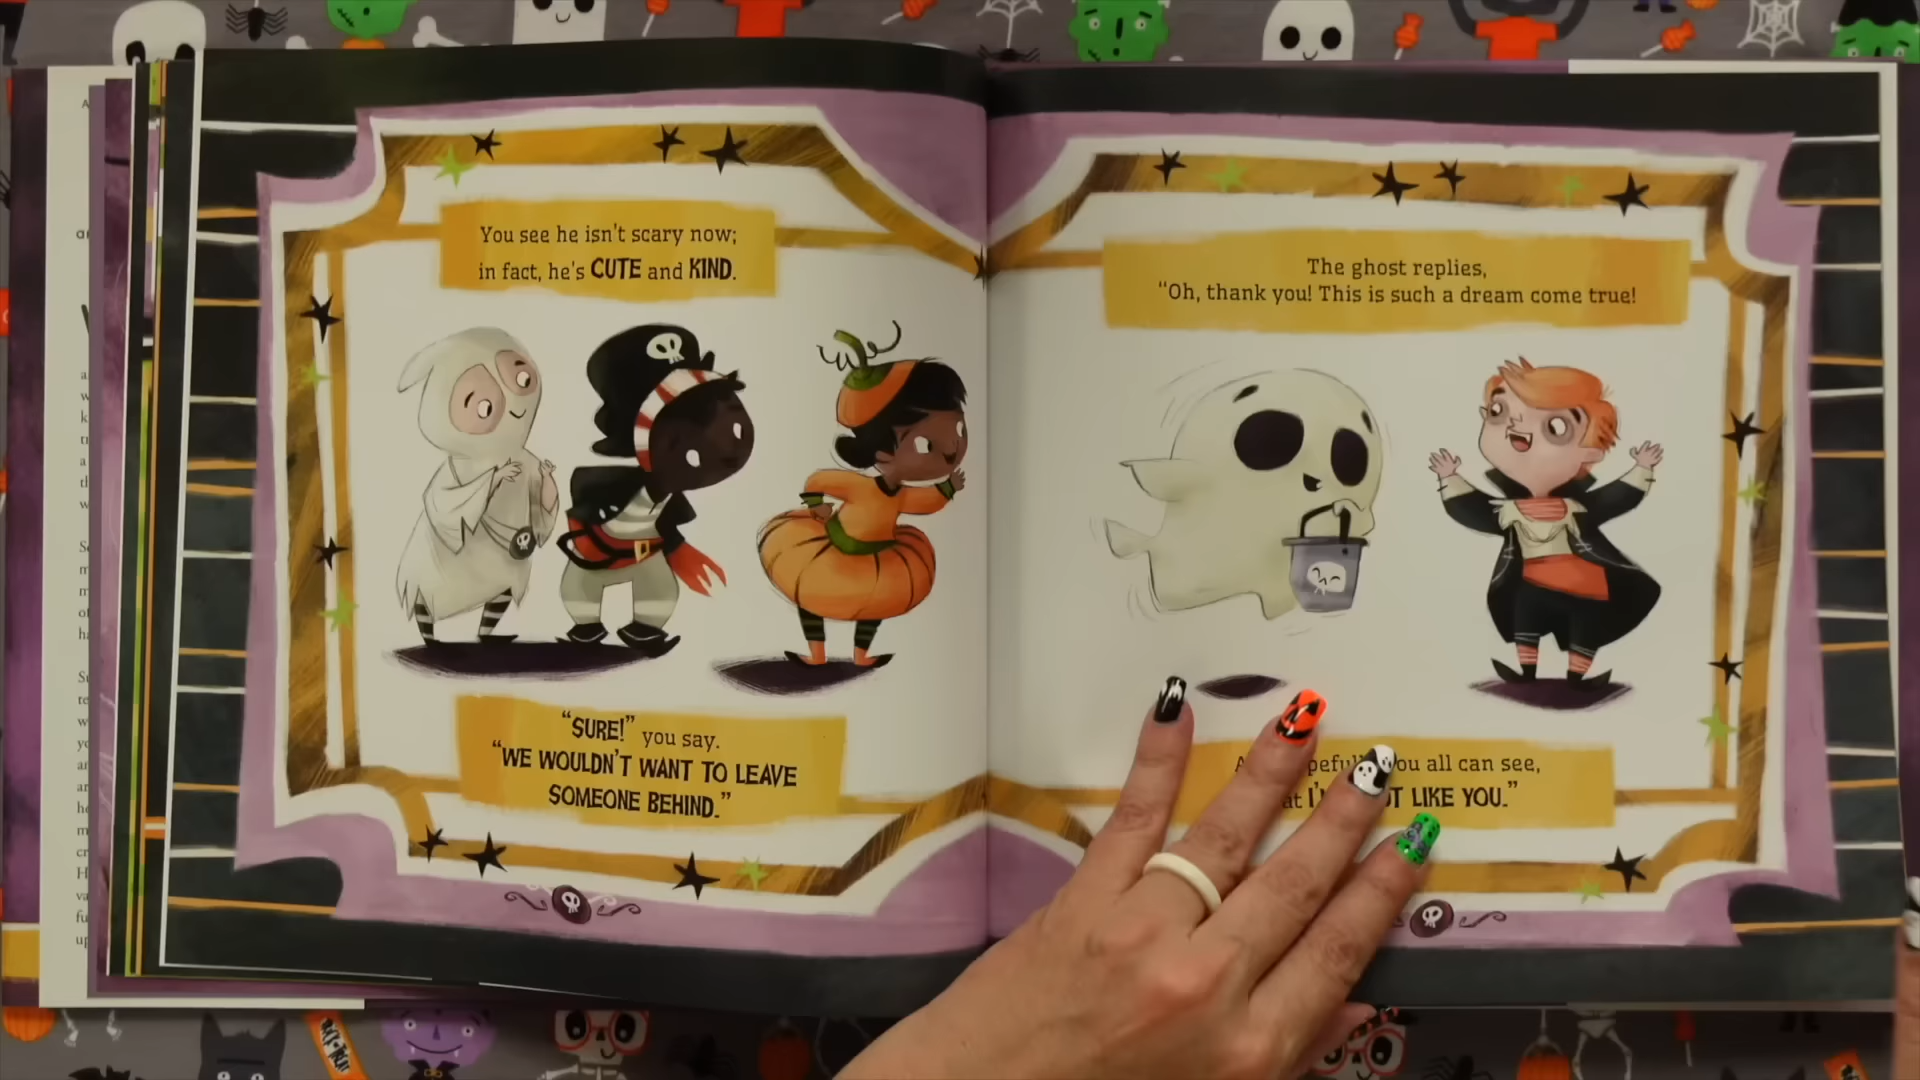 You see he isn't scary now;
in fact, he's CUTE and KIND.
"SURE!" you say.
"WE WOULDN'T WANT TO LEAVE
SOMEONE BEHIND."
The ghost replies,
"Oh, thank you! This is such a dream come true!
you all can see,
LIKE YOU."